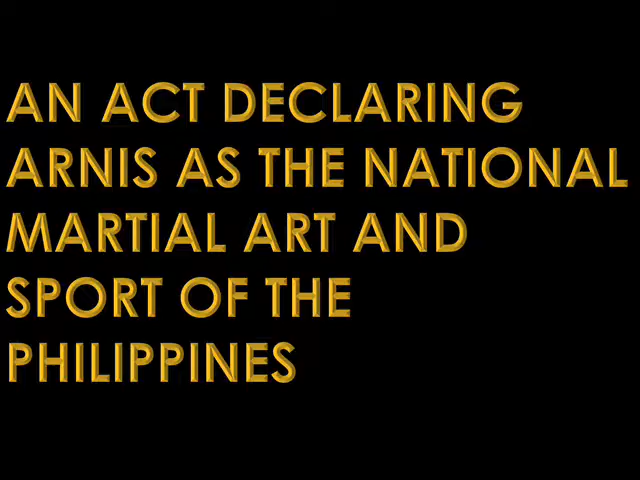 AN ACT DECLARING
ARNIS AS THE NATIONAL
MARTIAL ART AND
SPORT OF THE
PHILIPPINES